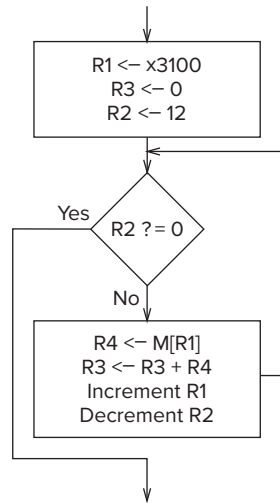 R1 <– x3100
R3 <– 0
R2 <– 12
Yes
R2 ? = 0
No
R4 <– M[R1]
R3 <– R3 + R4
Increment R1
Decrement R2